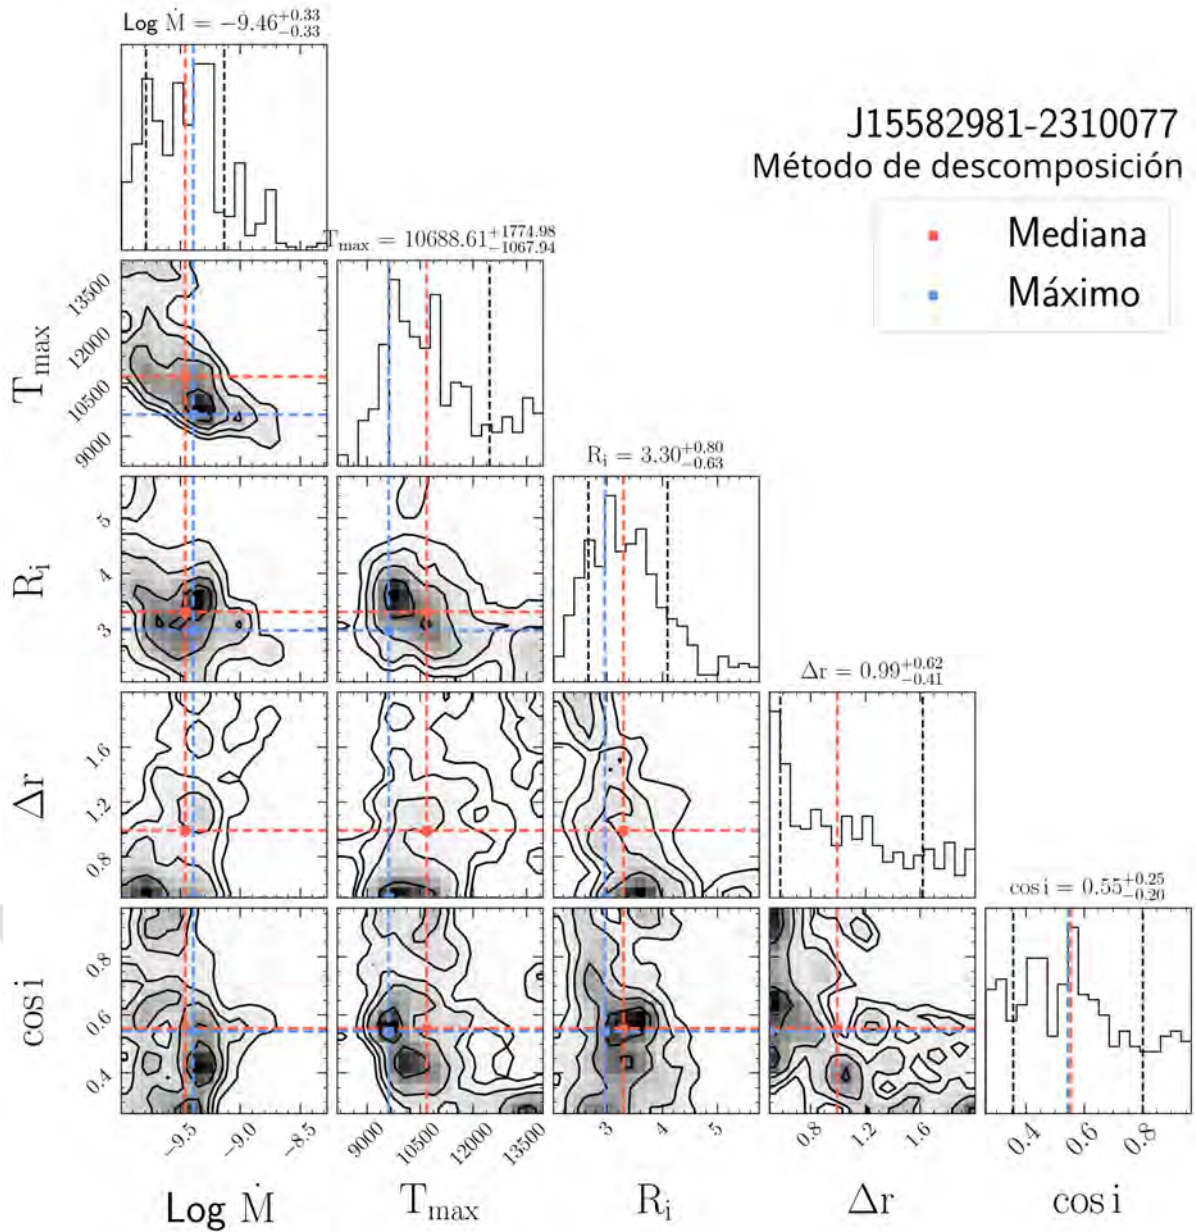 Log Ṁ = −9.46+0.33−0.33
J15582981-2310077
Método de descomposición
Mediana
Máximo
Tmax = 10688.61+1774.98−1067.94
Tmax
13500
12000
10500
9000
Ri = 3.30+0.80−0.63
Ri
5
4
3
Δr = 0.99+0.62−0.41
Δr
1.6
1.2
0.8
cos i = 0.55+0.25−0.20
cos i
0.8
0.6
0.4
−9.5 −9.0 −8.5 9000 10500 12000 13500 3 4 5 0.8 1.2 1.6 0.4 0.6 0.8
Log Ṁ Tmax Ri Δr cos i